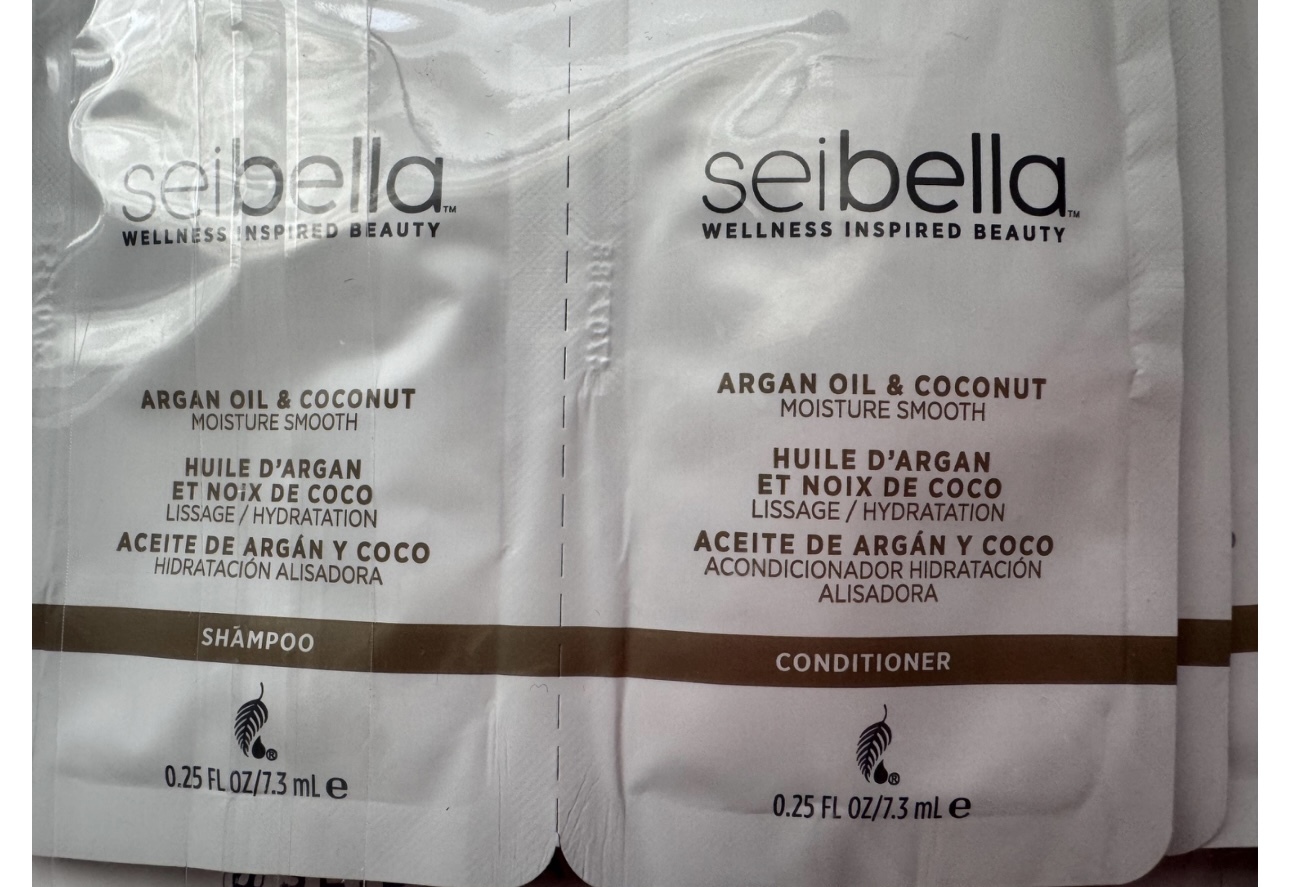 seibella™
WELLNESS INSPIRED BEAUTY
ARGAN OIL & COCONUT
MOISTURE SMOOTH
HUILE D'ARGAN
ET NOIX DE COCO
LISSAGE / HYDRATATION
ACEITE DE ARGÁN Y COCO
HIDRATACIÓN ALISADORA
SHAMPOO
®
0.25 FL OZ/7.3 mL e
seibella™
WELLNESS INSPIRED BEAUTY
ARGAN OIL & COCONUT
MOISTURE SMOOTH
HUILE D'ARGAN
ET NOIX DE COCO
LISSAGE / HYDRATATION
ACEITE DE ARGÁN Y COCO
ACONDICIONADOR HIDRATACIÓN
ALISADORA
CONDITIONER
®
0.25 FL OZ/7.3 mL e